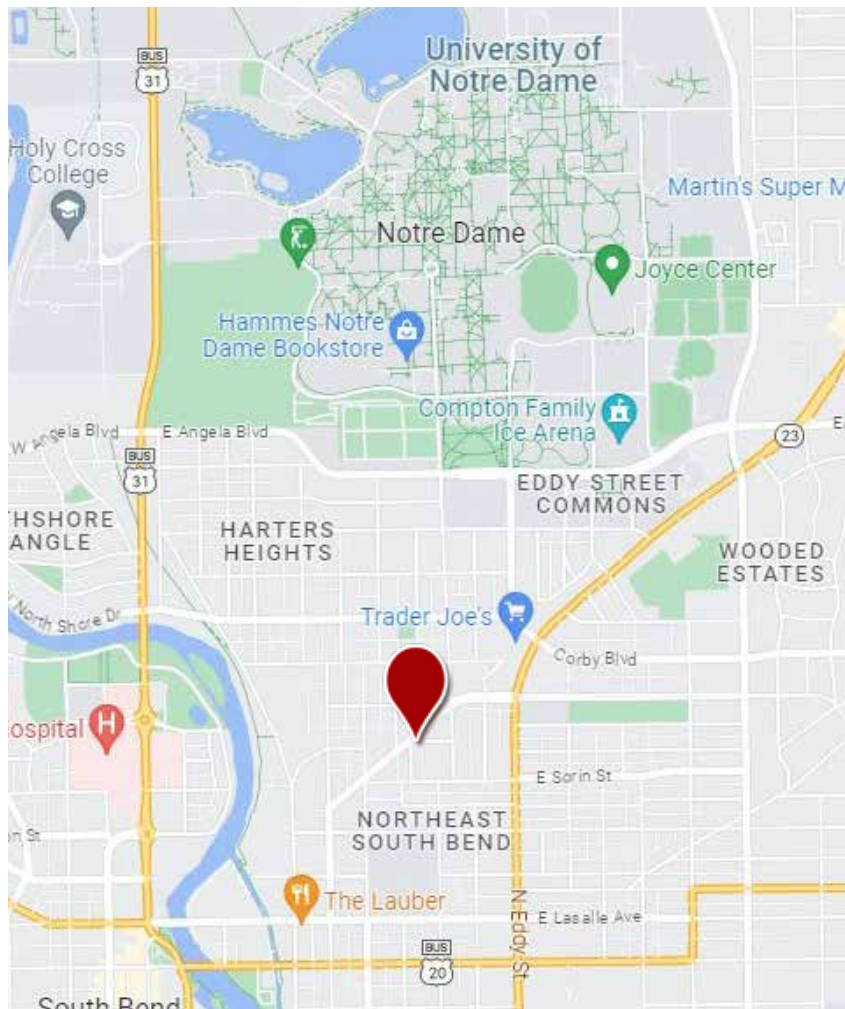 University of
Notre Dame
BUS
31
Holy Cross
College
Martin's Super M
Notre Dame
Joyce Center
Hammes Notre
Dame Bookstore
Compton Family
Ice Arena
W Angela Blvd
E Angela Blvd
23
E
BUS
31
EDDY STREET
COMMONS
THSHORE
ANGLE
HARTERS
HEIGHTS
WOODED
ESTATES
North Shore Dr
Trader Joe's
Corby Blvd
ospital
H
E Sorin St
NORTHEAST
SOUTH BEND
n St
The Lauber
N Eddy St
E Lasalle Ave
BUS
20
South Bend